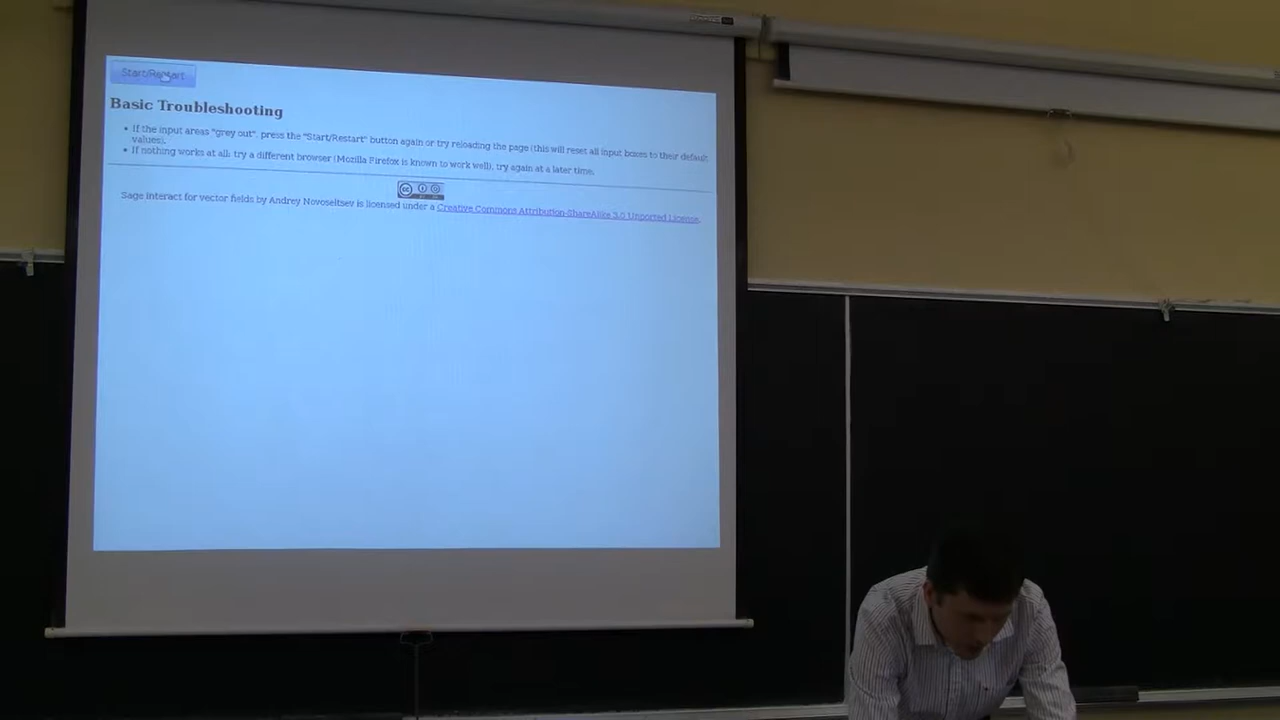 Start/Restart
Basic Troubleshooting
• If the input areas "grey out", press the "Start/Restart" button again or try reloading the page (this will reset all input boxes to their default
values).
• If nothing works at all: try a different browser (Mozilla Firefox is known to work well), try again at a later time.
cc
Sage interact for vector fields by Andrey Novoseltsev is licensed under a Creative Commons Attribution-ShareAlike 3.0 Unported License.